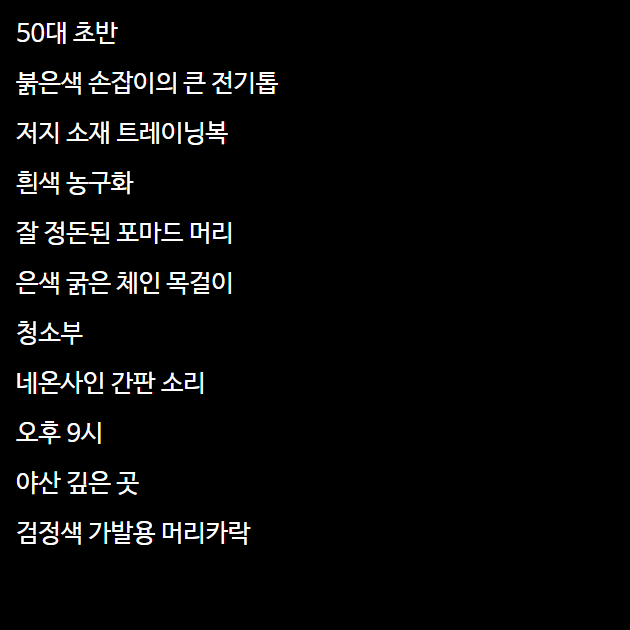 50대 초반
붉은색 손잡이의 큰 전기톱
저지 소재 트레이닝복
흰색 농구화
잘 정돈된 포마드 머리
은색 굵은 체인 목걸이
청소부
네온사인 간판 소리
오후 9시
야산 깊은 곳
검정색 가발용 머리카락